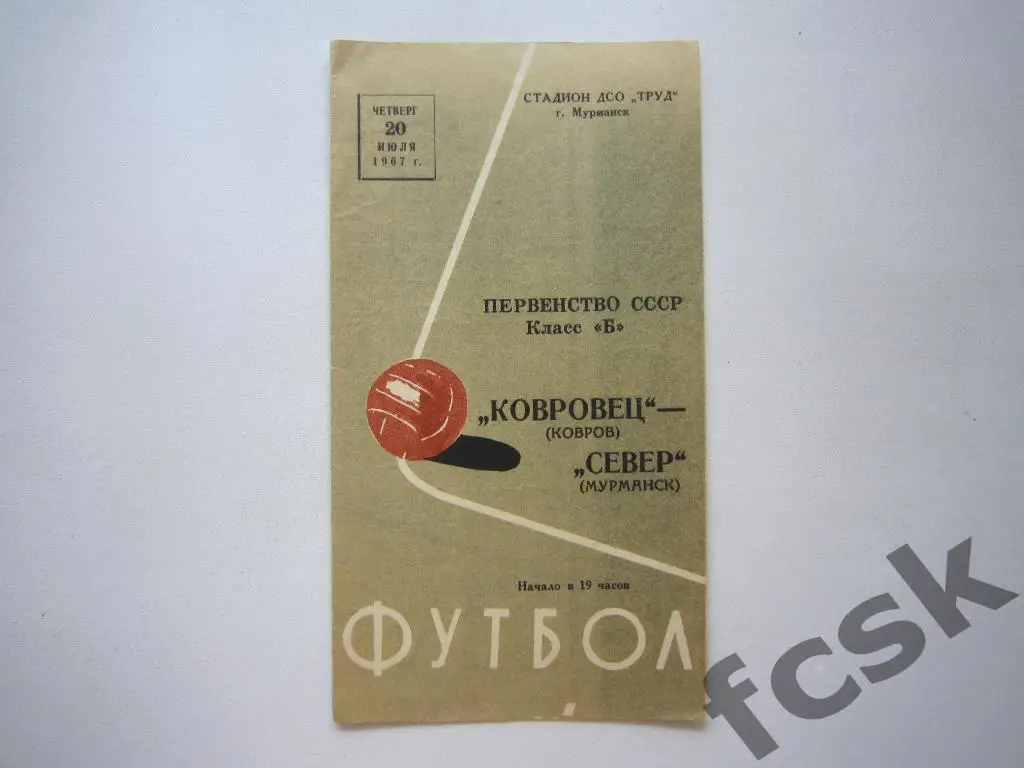 ЧЕТВЕРГ
20
ИЮЛЯ
1967 г.
СТАДИОН ДСО „ТРУД“
г. Мурманск
ПЕРВЕНСТВО СССР
Класс «Б»
„КОВРОВЕЦ“—
(КОВРОВ)
„СЕВЕР“
(МУРМАНСК)
Начало в 19 часов
ФУТБОЛ
fcsk